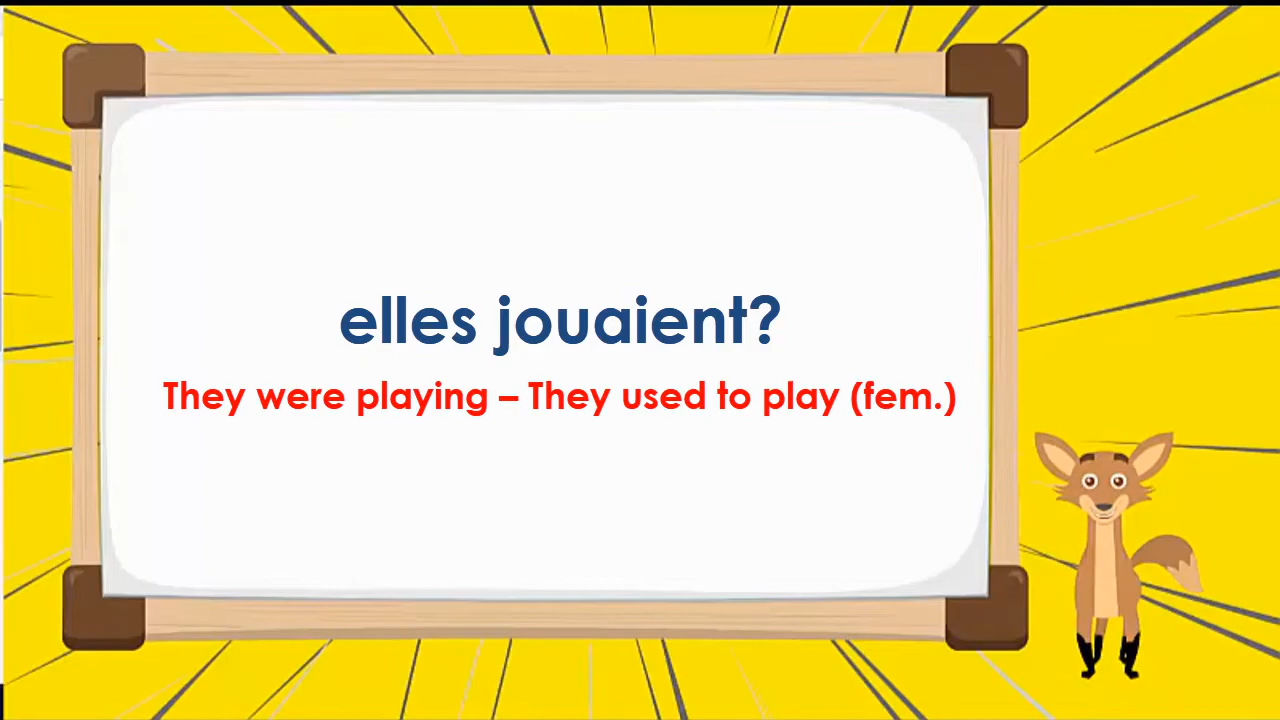 elles jouaient?
They were playing – They used to play (fem.)